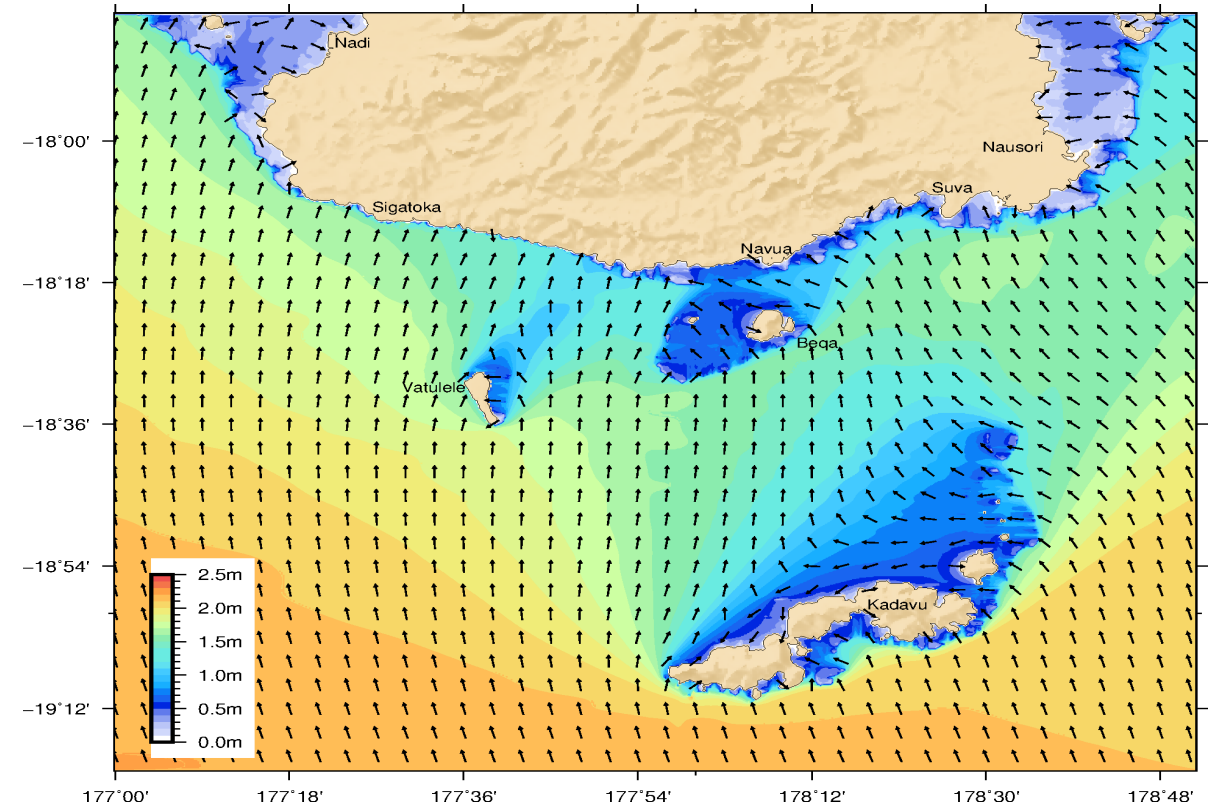 Nadi
−18˚00'
Nausori
Suva
Sigatoka
Navua
−18˚18'
Beqa
Vatulele
−18˚36'
−18˚54'
2.5m
2.0m
Kadavu
1.5m
1.0m
0.5m
−19˚12'
0.0m
177˚00' 177˚18' 177˚36' 177˚54' 178˚12' 178˚30' 178˚48'